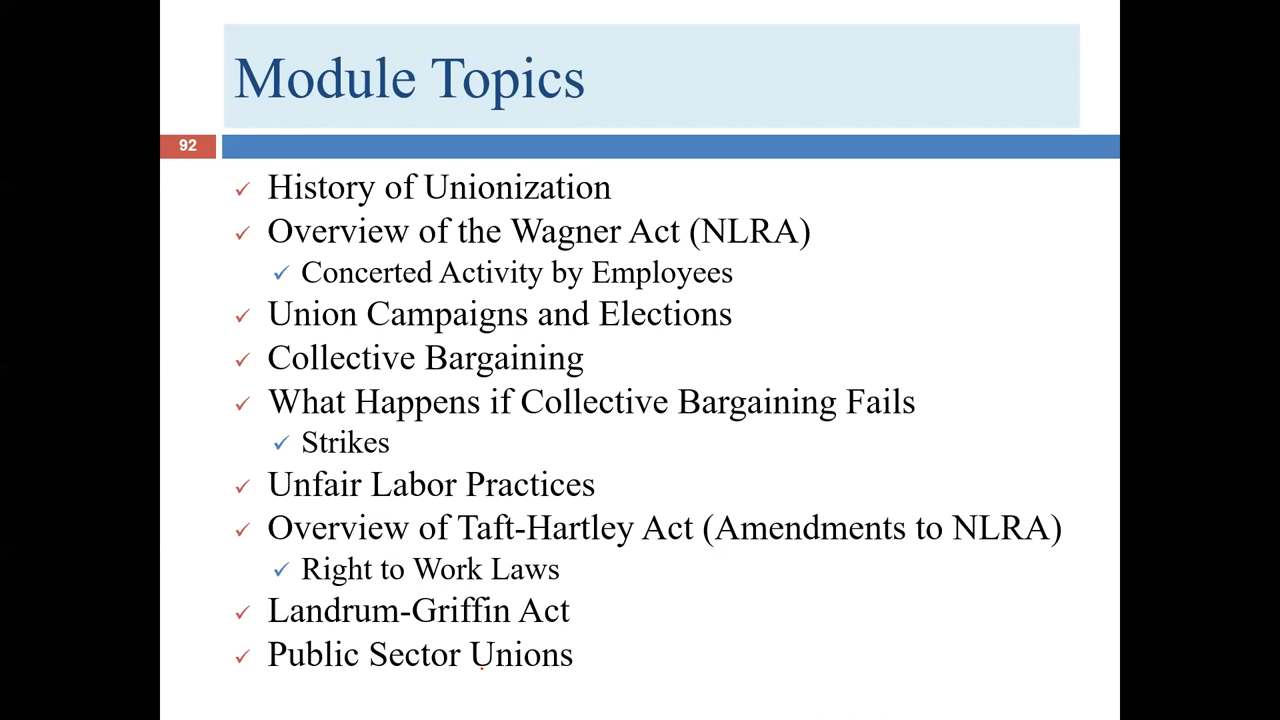 Module Topics
92
✓ History of Unionization
✓ Overview of the Wagner Act (NLRA)
✓ Concerted Activity by Employees
✓ Union Campaigns and Elections
✓ Collective Bargaining
✓ What Happens if Collective Bargaining Fails
✓ Strikes
✓ Unfair Labor Practices
✓ Overview of Taft-Hartley Act (Amendments to NLRA)
✓ Right to Work Laws
✓ Landrum-Griffin Act
✓ Public Sector Unions